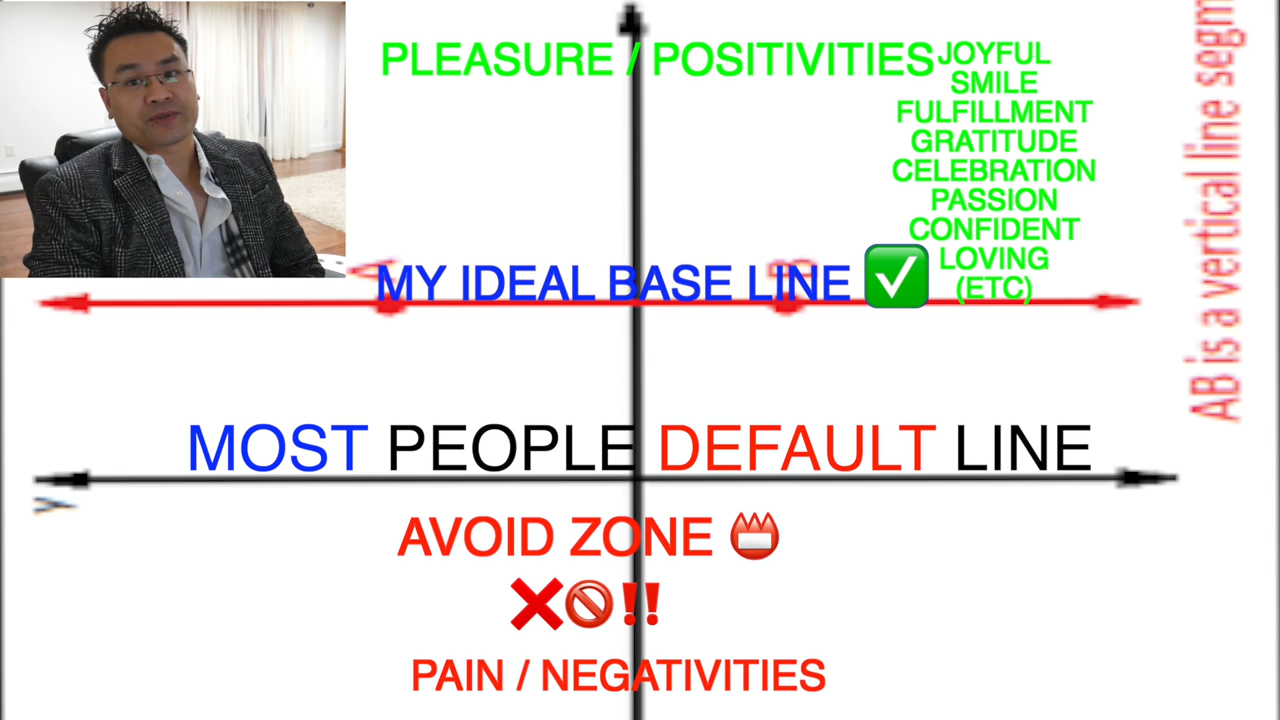 PLEASURE / POSITIVITIES
JOYFUL
SMILE
FULFILLMENT
GRATITUDE
CELEBRATION
PASSION
CONFIDENT
LOVING
(ETC)
A
B
MY IDEAL BASE LINE
MOST PEOPLE DEFAULT LINE
y
AVOID ZONE
PAIN / NEGATIVITIES
AB is a vertical line segm